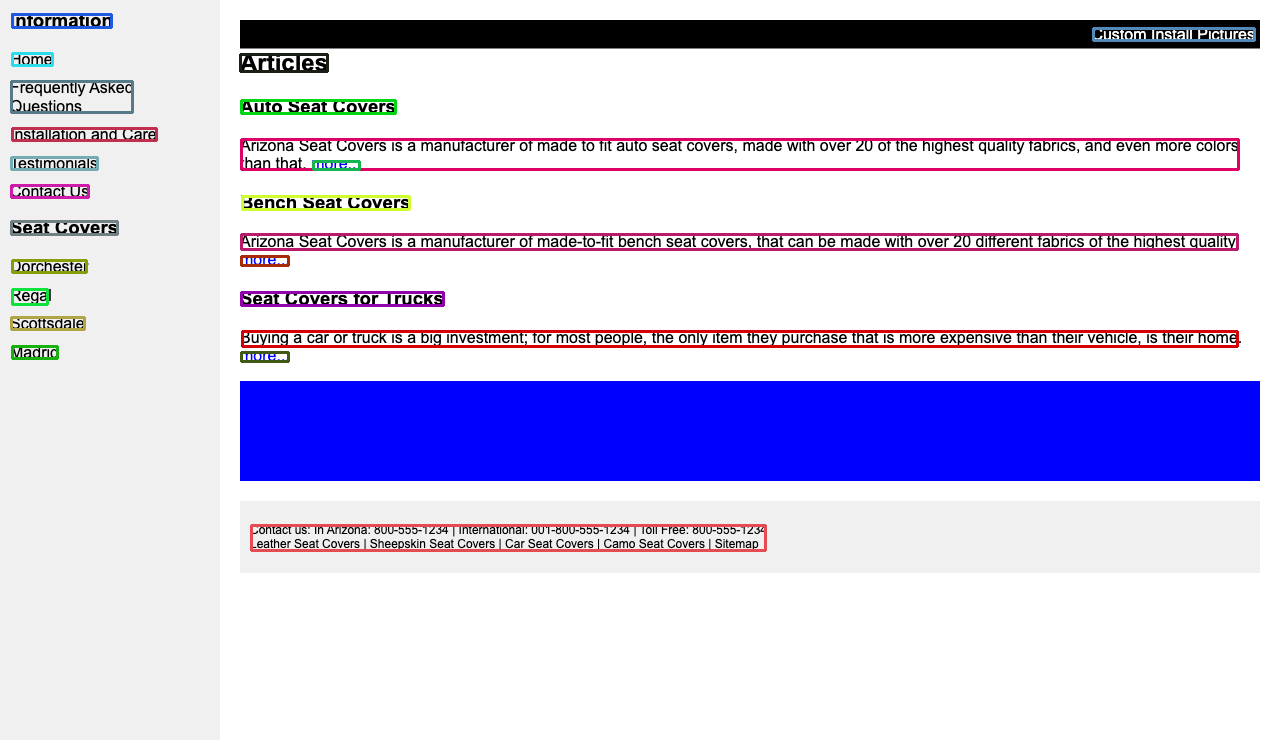 Information
Home
Frequently Asked
Questions
Installation and Care
Testimonials
Contact Us
Seat Covers
Dorchester
Regal
Scottsdale
Madrid
Custom Install Pictures
Articles
Auto Seat Covers
Arizona Seat Covers is a manufacturer of made to fit auto seat covers, made with over 20 of the highest quality fabrics, and even more colors
than that. more...
Bench Seat Covers
Arizona Seat Covers is a manufacturer of made-to-fit bench seat covers, that can be made with over 20 different fabrics of the highest quality.
more...
Seat Covers for Trucks
Buying a car or truck is a big investment; for most people, the only item they purchase that is more expensive than their vehicle, is their home.
more...
Contact us: In Arizona: 800-555-1234 | International: 001-800-555-1234 | Toll Free: 800-555-1234
Leather Seat Covers | Sheepskin Seat Covers | Car Seat Covers | Camo Seat Covers | Sitemap